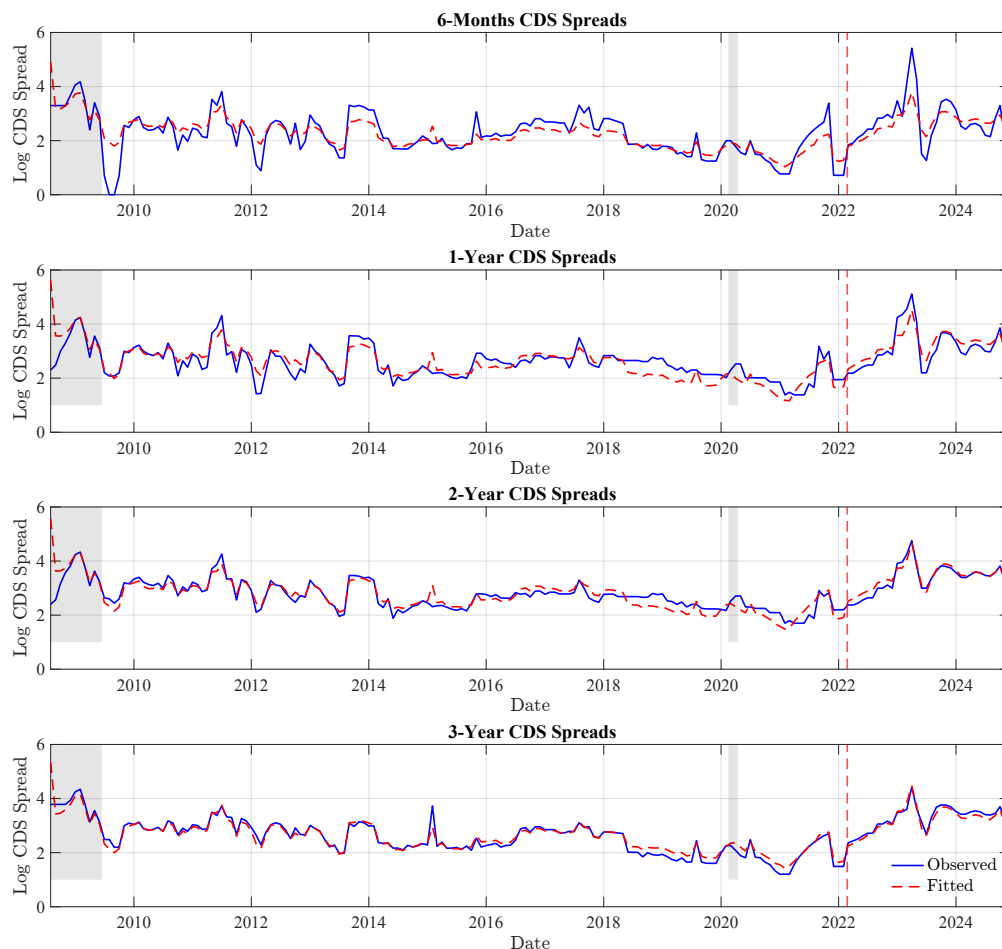 6-Months CDS Spreads
Log CDS Spread
6
4
2
0
2010 2012 2014 2016 2018 2020 2022 2024
Date
1-Year CDS Spreads
Log CDS Spread
6
4
2
0
2010 2012 2014 2016 2018 2020 2022 2024
Date
2-Year CDS Spreads
Log CDS Spread
6
4
2
0
2010 2012 2014 2016 2018 2020 2022 2024
Date
3-Year CDS Spreads
Log CDS Spread
6
4
2
0
Observed
Fitted
2010 2012 2014 2016 2018 2020 2022 2024
Date